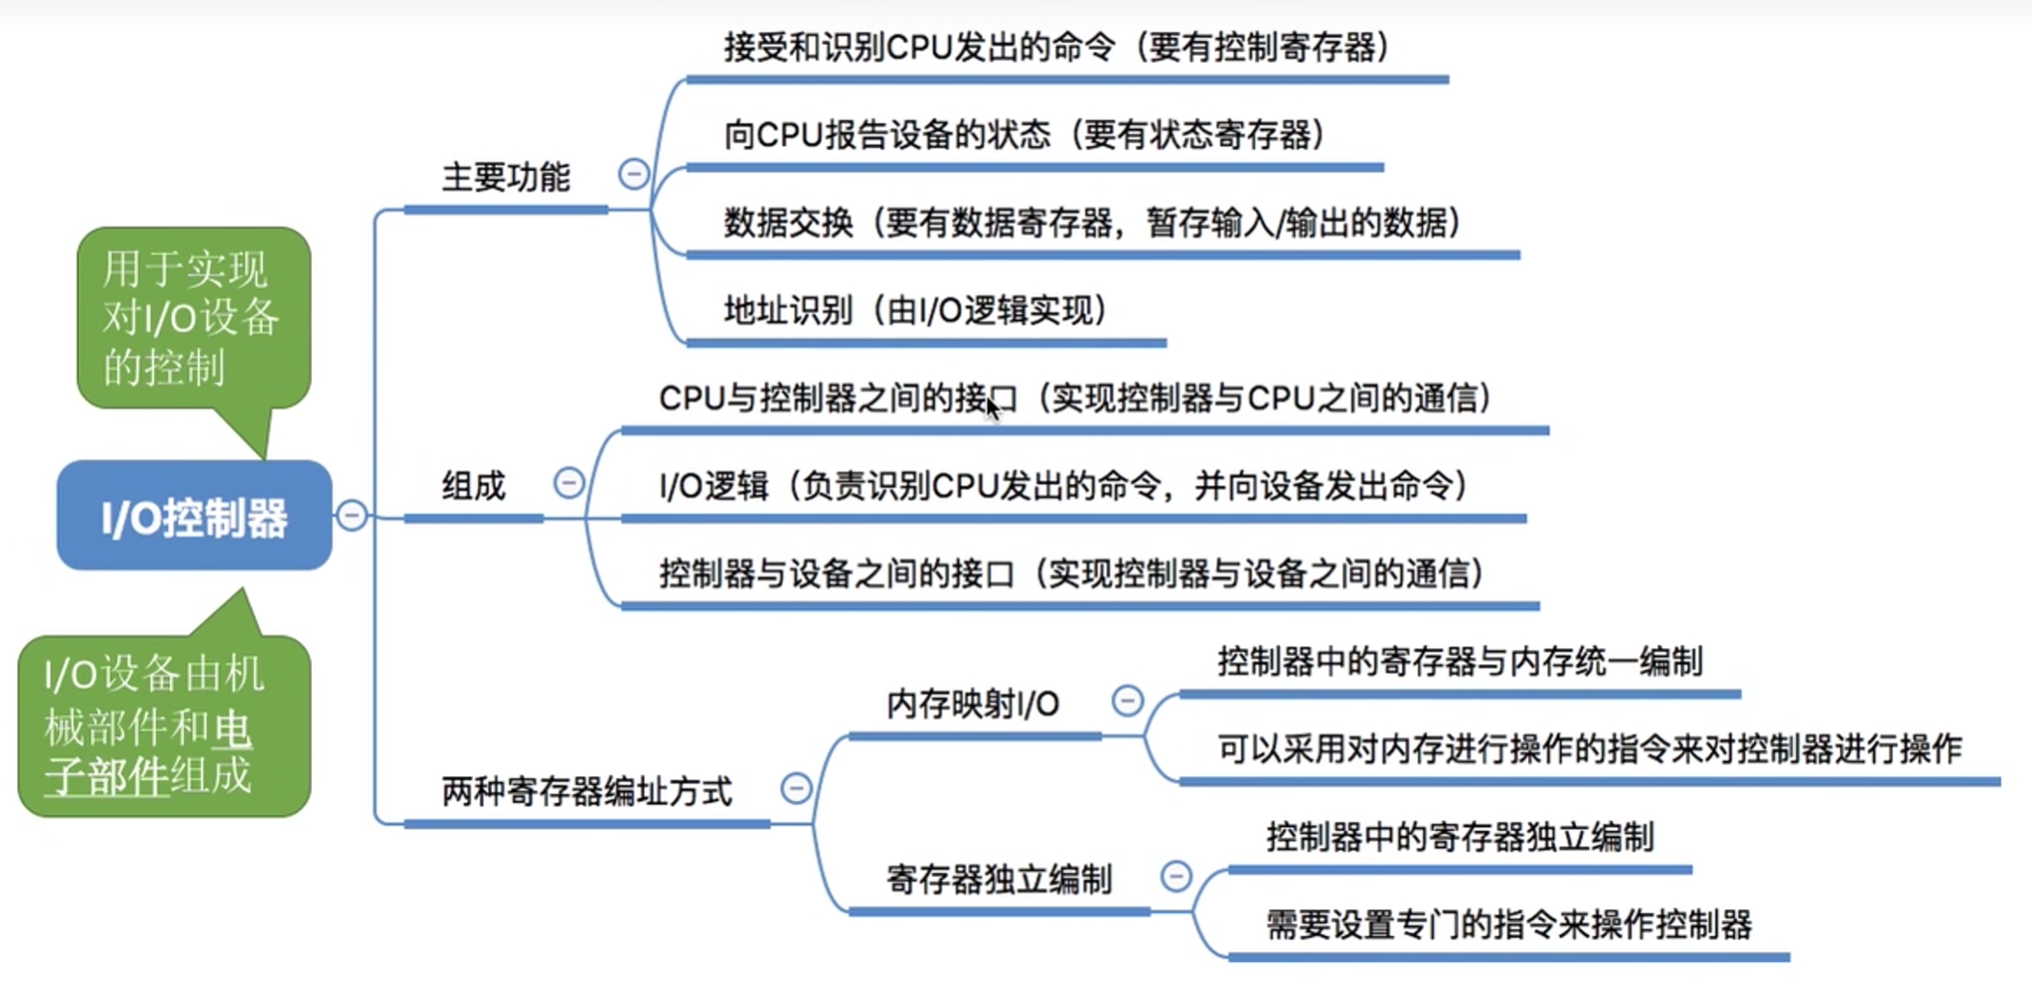 接受和识别CPU发出的命令（要有控制寄存器）
向CPU报告设备的状态（要有状态寄存器）
主要功能
数据交换（要有数据寄存器，暂存输入/输出的数据）
地址识别（由I/O逻辑实现）
用于实现
对I/O设备
的控制
CPU与控制器之间的接口（实现控制器与CPU之间的通信）
组成
I/O逻辑（负责识别CPU发出的命令，并向设备发出命令）
I/O控制器
控制器与设备之间的接口（实现控制器与设备之间的通信）
I/O设备由机
械部件和电
子部件组成
控制器中的寄存器与内存统一编制
内存映射I/O
可以采用对内存进行操作的指令来对控制器进行操作
两种寄存器编址方式
控制器中的寄存器独立编制
寄存器独立编制
需要设置专门的指令来操作控制器